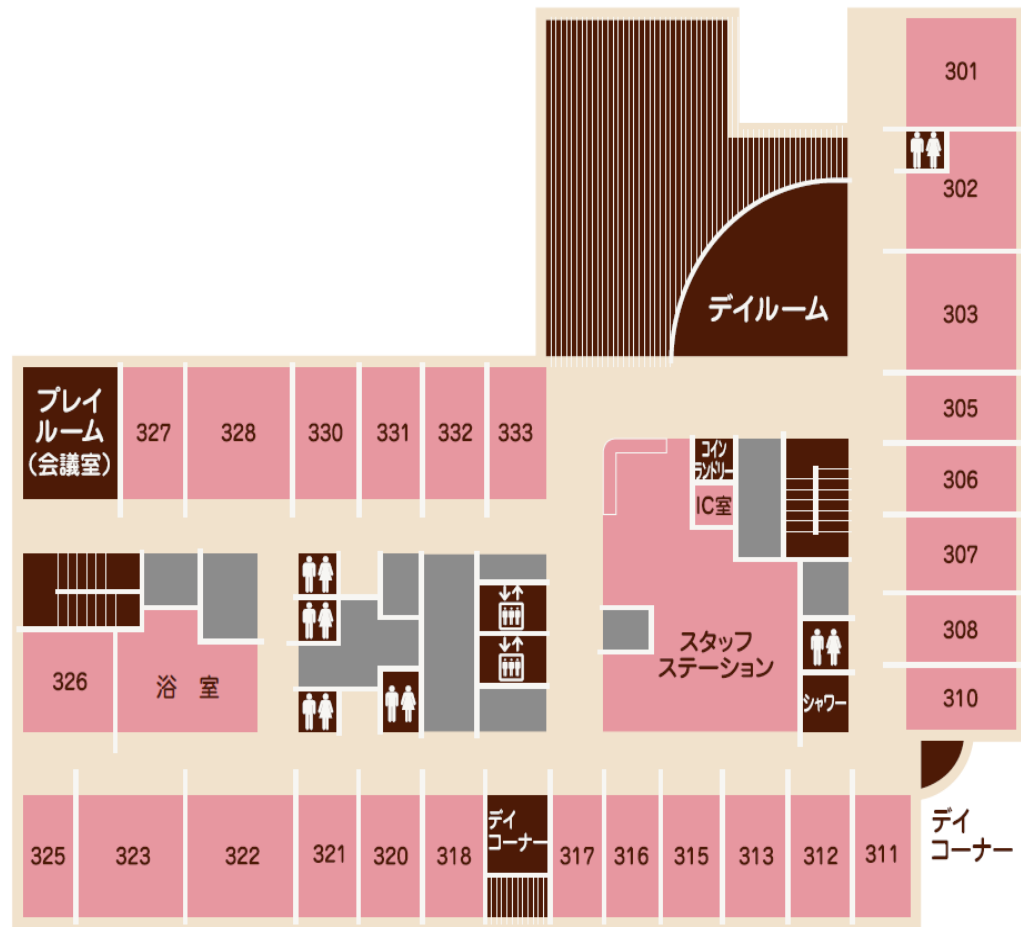 301
302
デイルーム
303
プレイ
ルーム
(会議室)
327
328
330
331
332
333
305
コイン
ランドリー
IC室
306
307
308
スタッフ
ステーション
326
浴 室
シャワー
310
325
323
322
321
320
318
デイ
コーナー
317
316
315
313
312
311
デイ
コーナー